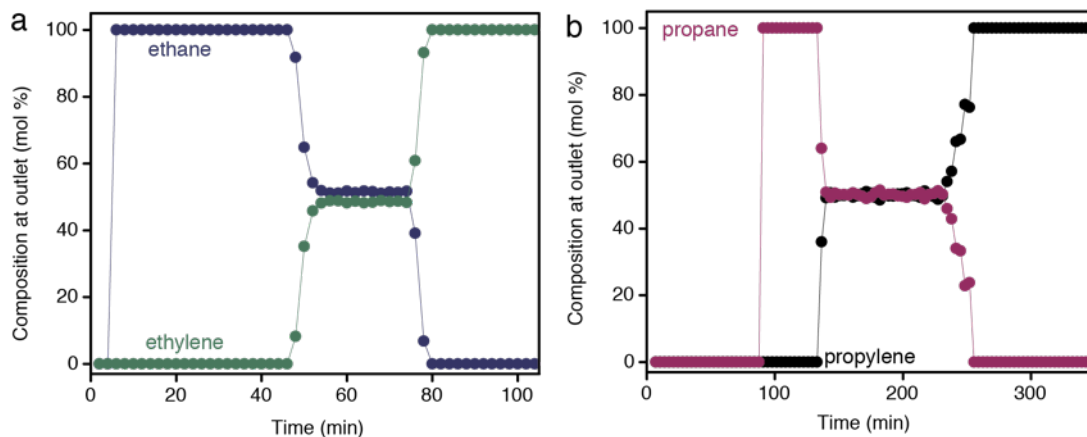 a
Composition at outlet (mol %)
100
80
60
40
20
0
ethane
ethylene
0 20 40 60 80 100
Time (min)
b
Composition at outlet (mol %)
100
80
60
40
20
0
propane
propylene
0 100 200 300
Time (min)